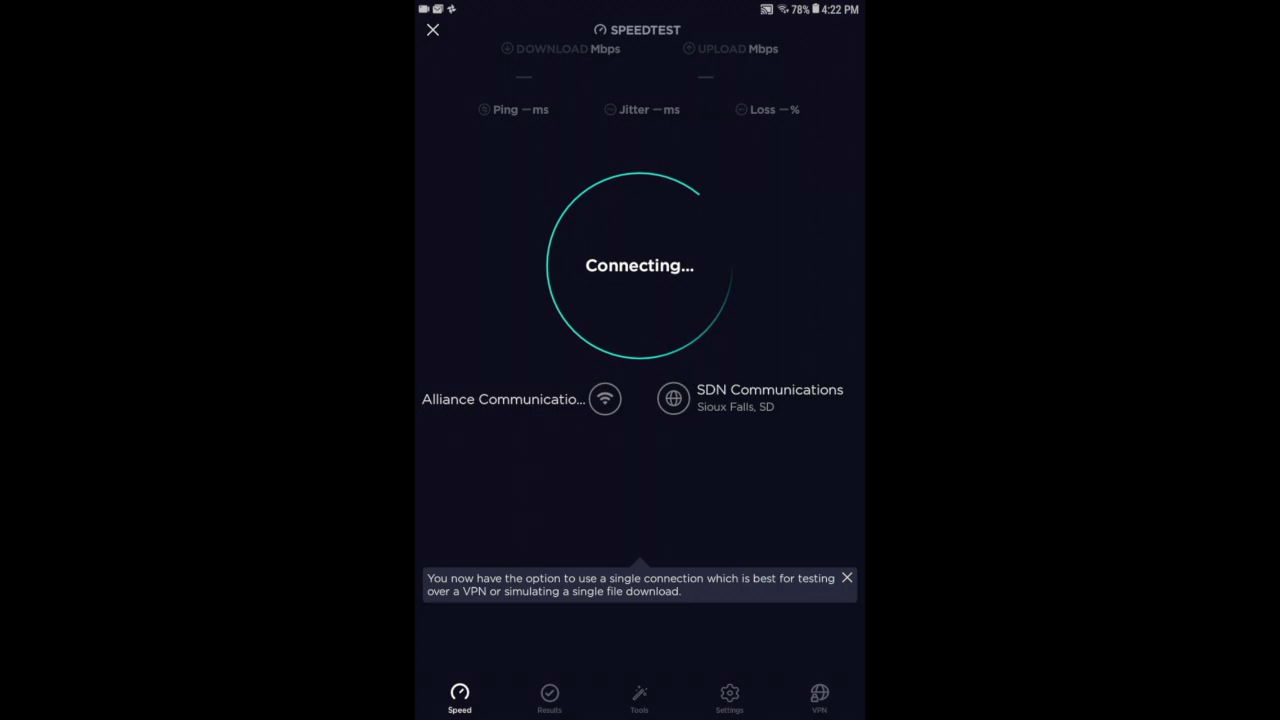 78% 4:22 PM
SPEEDTEST
DOWNLOAD Mbps UPLOAD Mbps
— —
Ping — ms Jitter — ms Loss — %
Connecting...
Alliance Communicatio... SDN Communications
Sioux Falls, SD
You now have the option to use a single connection which is best for testing
over a VPN or simulating a single file download.
Speed Results Tools Settings VPN